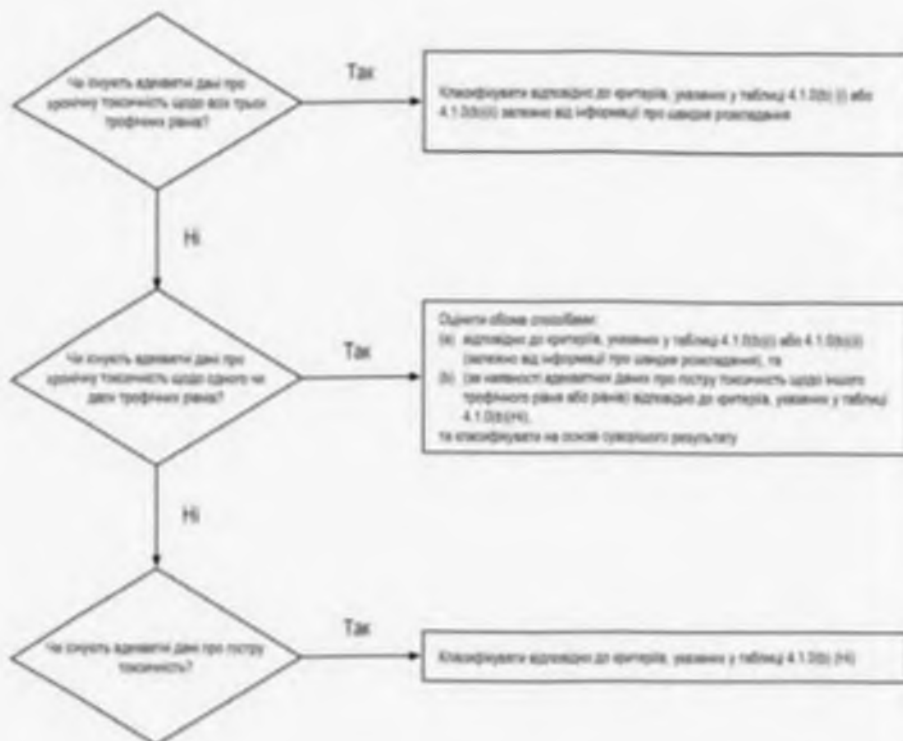 Чи існують адекватні дані про
хронічну токсичність щодо всіх трьох
трофічних рівнів?
Так
Класифікувати відповідно до критеріїв, указаних у таблиці 4.1.0(b) (i) або
4.1.0(b)(ii) залежно від інформації про швидке розкладання
Ні
Чи існують адекватні дані про
хронічну токсичність щодо одного чи
двох трофічних рівнів?
Так
Оцінити обома способами:
(a) відповідно до критеріїв, указаних у таблиці 4.1.0(b)(i) або 4.1.0(b)(ii)
(залежно від інформації про швидке розкладання), та
(b) (за наявності адекватних даних про гостру токсичність щодо іншого
трофічного рівня або рівнів) відповідно до критеріїв, указаних у таблиці
4.1.0(b)(iii),
та класифікувати на основі суворішого результату
Ні
Чи існують адекватні дані про гостру
токсичність?
Так
Класифікувати відповідно до критеріїв, указаних у таблиці 4.1.0(b) (iii)